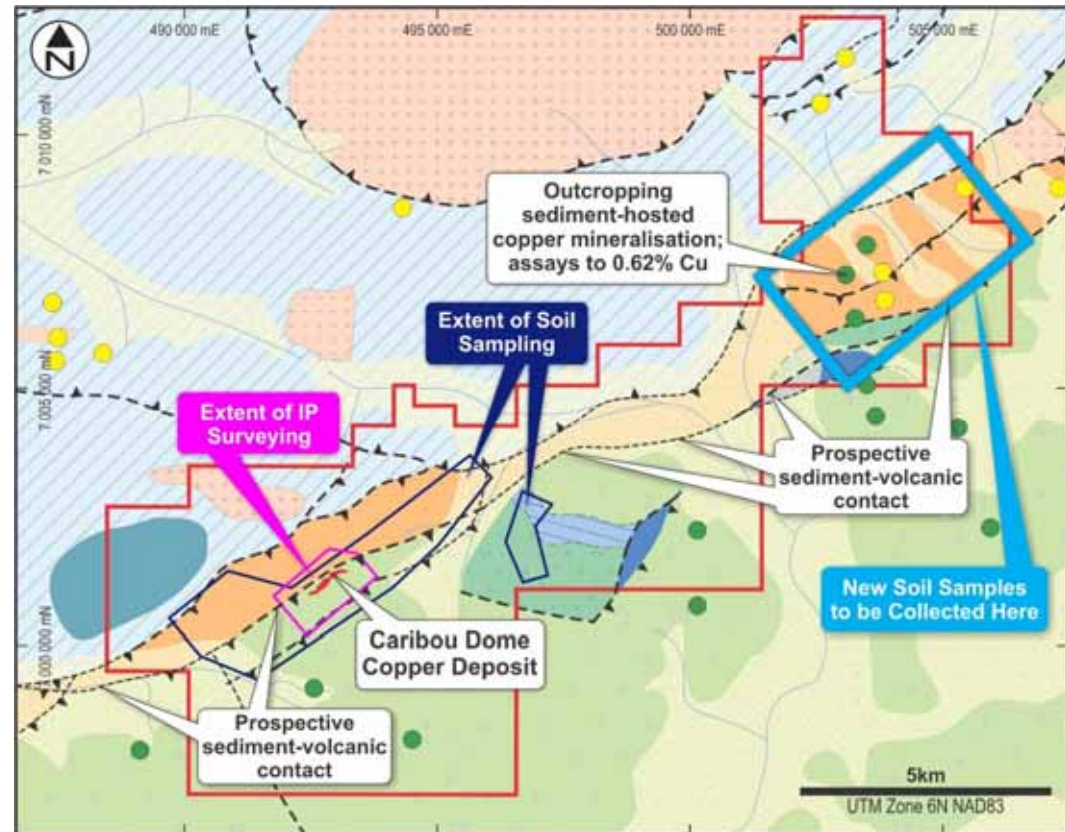 490 000 mE
495 000 mE
500 000 mE
505 000 mE
N
7 010 000 mN
Outcropping
sediment-hosted
copper mineralisation;
assays to 0.62% Cu
Extent of Soil
Sampling
7 005 000 mN
Extent of IP
Surveying
Prospective
sediment-volcanic
contact
New Soil Samples
to be Collected Here
000 000 mN
Caribou Dome
Copper Deposit
Prospective
sediment-volcanic
contact
5km
UTM Zone 6N NAD83